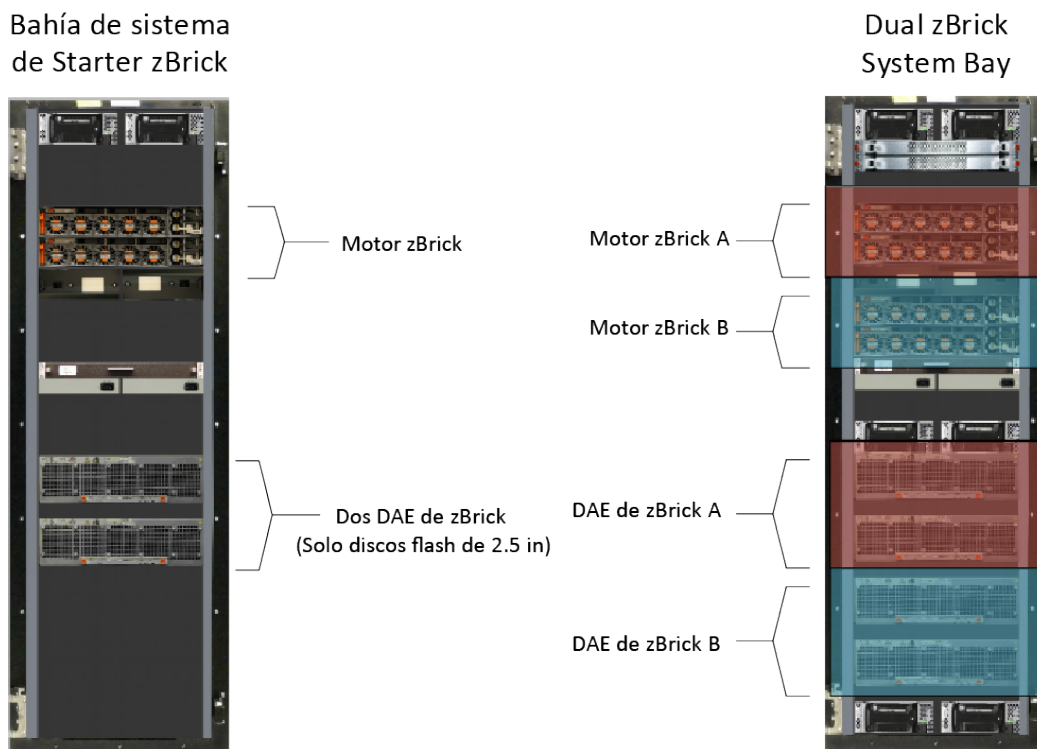 Bahía de sistema
de Starter zBrick
Dual zBrick
System Bay
Motor zBrick
Motor zBrick A
Motor zBrick B
Dos DAE de zBrick
(Solo discos flash de 2.5 in)
DAE de zBrick A
DAE de zBrick B